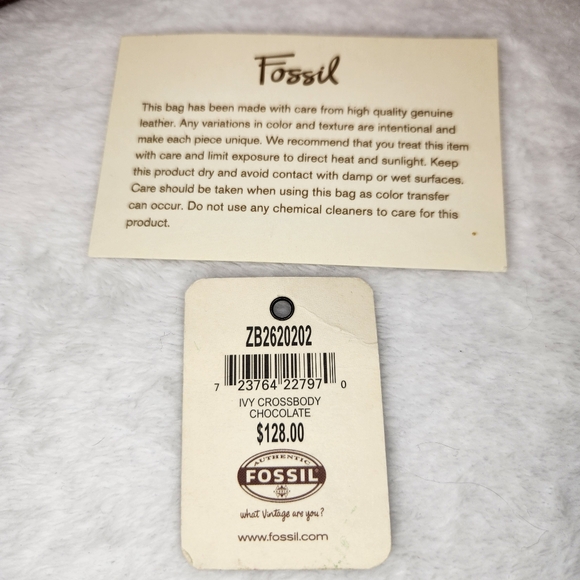 Fossil
This bag has been made with care from high quality genuine
leather. Any variations in color and texture are intentional and
make each piece unique. We recommend that you treat this item
with care and limit exposure to direct heat and sunlight. Keep
this product dry and avoid contact with damp or wet surfaces.
Care should be taken when using this bag as color transfer
can occur. Do not use any chemical cleaners to care for this
product.
ZB2620202
7 23764 22797 0
IVY CROSSBODY
CHOCOLATE
$128.00
AUTHENTIC
FOSSIL
what Vintage are you?
www.fossil.com